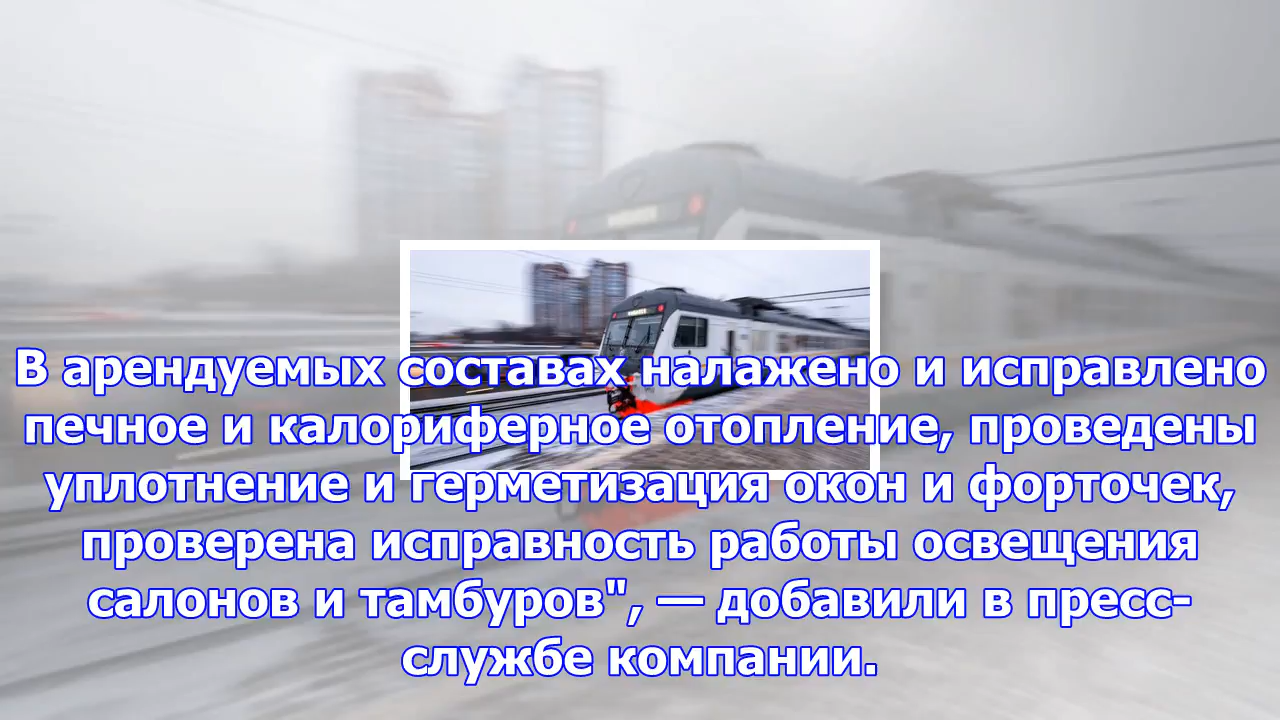 В арендуемых составах налажено и исправлено
печное и калориферное отопление, проведены
уплотнение и герметизация окон и форточек,
проверена исправность работы освещения
салонов и тамбуров", — добавили в пресс-
службе компании.